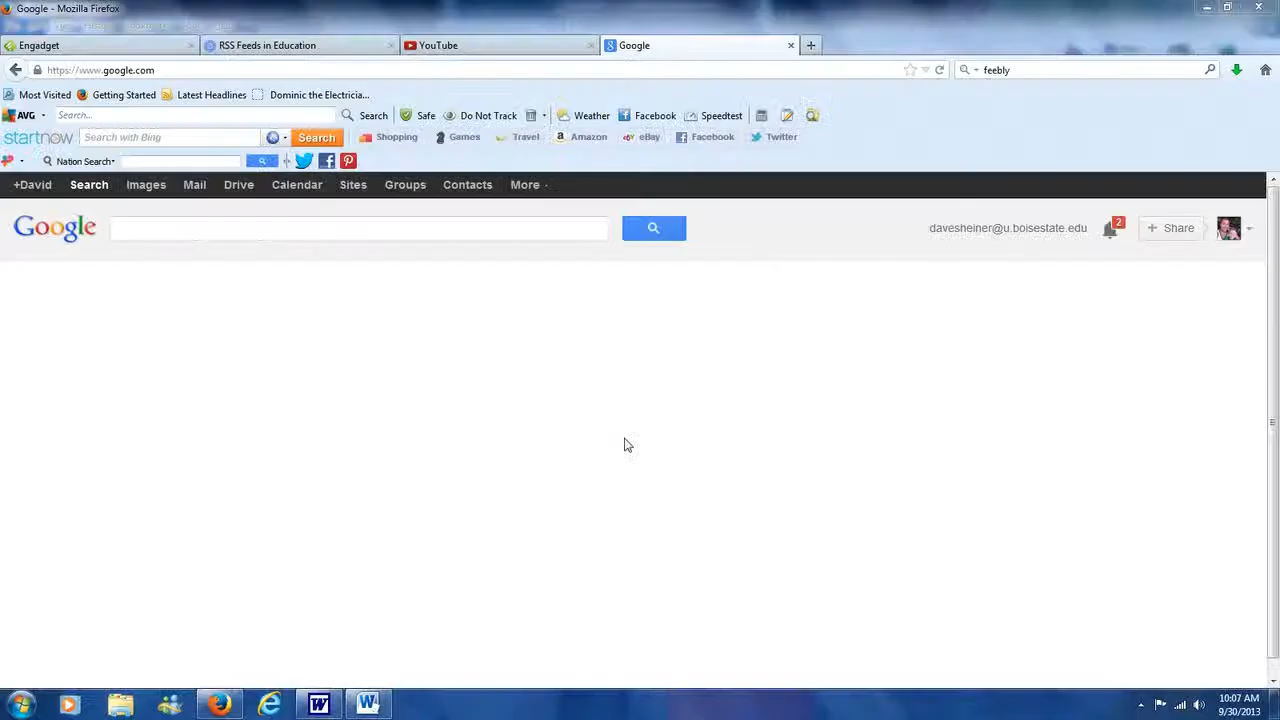 Google - Mozilla Firefox
Engadget RSS Feeds in Education YouTube Google
https://www.google.com feebly
Most Visited Getting Started Latest Headlines Dominic the Electricia...
AVG Search... Search Safe Do Not Track Weather Facebook Speedtest
startnow Search with Bing Search Shopping Games Travel Amazon eBay Facebook Twitter
Nation Search
+David Search Images Mail Drive Calendar Sites Groups Contacts More
Google davesheiner@u.boisestate.edu 2 + Share
10:07 AM
9/30/2013